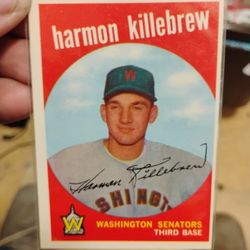 harmon killebrew
W
Harmon Killebrew
SHINGT
W
WASHINGTON SENATORS
THIRD BASE